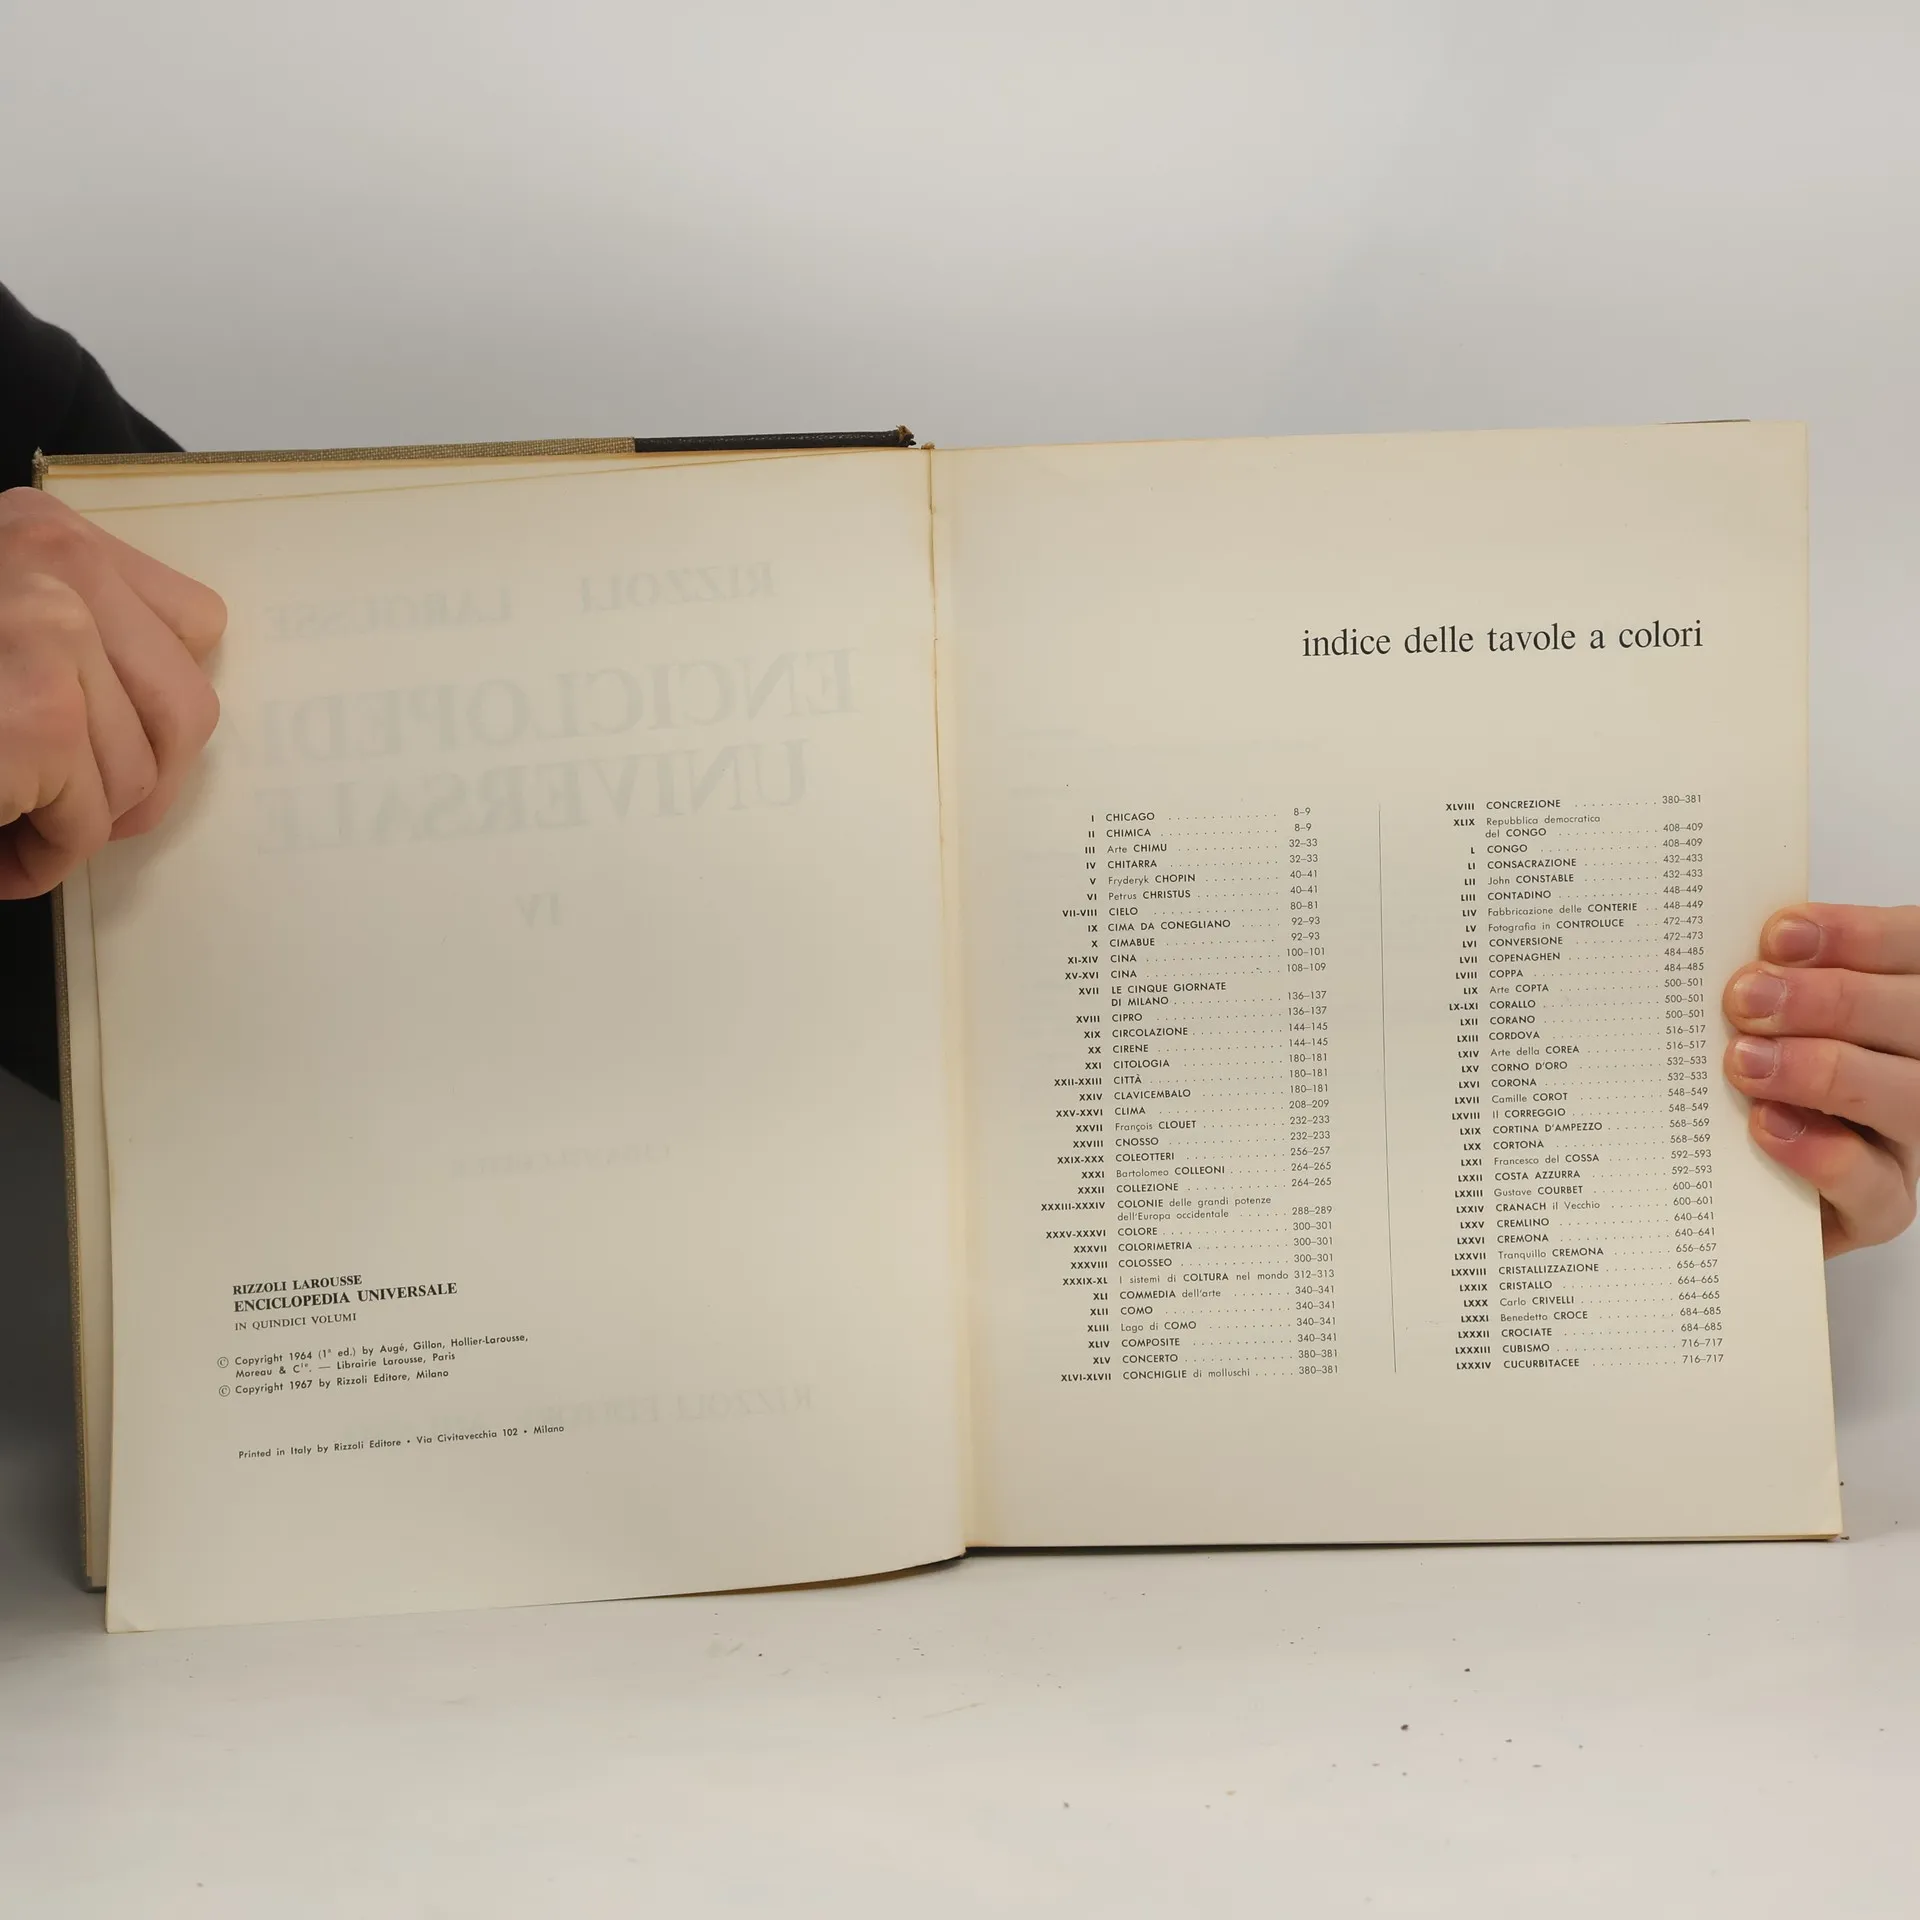 RIZZOLI LAROUSSE
ENCICLOPEDIA UNIVERSALE
IV
RIZZOLI LAROUSSE
ENCICLOPEDIA UNIVERSALE
IN QUINDICI VOLUMI
© Copyright 1964 (1ª ed.) by Augé, Gillon, Hollier-Larousse,
Moreau & Cie. — Librairie Larousse, Paris
© Copyright 1967 by Rizzoli Editore, Milano
Printed in Italy by Rizzoli Editore • Via Civitavecchia 102 • Milano
indice delle tavole a colori
I CHICAGO . . . . . . . . . . . . . 8–9
II CHIMICA . . . . . . . . . . . . . 8–9
III Arte CHIMU . . . . . . . . . . . . 32–33
IV CHITARRA . . . . . . . . . . . . . 32–33
V Fryderyk CHOPIN . . . . . . . . . 40–41
VI Petrus CHRISTUS . . . . . . . . . . 40–41
VII-VIII CIELO . . . . . . . . . . . . . . 80–81
IX CIMA DA CONEGLIANO . . . . . 92–93
X CIMABUE . . . . . . . . . . . . . 92–93
XI-XIV CINA . . . . . . . . . . . . . . 100–101
XV-XVI CINA . . . . . . . . . . . . . . 108–109
XVII LE CINQUE GIORNATE
DI MILANO . . . . . . . . . . . . 136–137
XVIII CIPRO . . . . . . . . . . . . . . 136–137
XIX CIRCOLAZIONE . . . . . . . . . . 144–145
XX CIRENE . . . . . . . . . . . . . . 144–145
XXI CITOLOGIA . . . . . . . . . . . . 180–181
XXII-XXIII CITTÀ . . . . . . . . . . . . . . 180–181
XXIV CLAVICEMBALO . . . . . . . . . . 180–181
XXV-XXVI CLIMA . . . . . . . . . . . . . . 208–209
XXVII François CLOUET . . . . . . . . . 232–233
XXVIII CNOSSO . . . . . . . . . . . . . 232–233
XXIX-XXX COLEOTTERI . . . . . . . . . . . 256–257
XXXI Bartolomeo COLLEONI . . . . . . . 264–265
XXXII COLLEZIONE . . . . . . . . . . . 264–265
XXXIII-XXXIV COLONIE delle grandi potenze
dell'Europa occidentale . . . . . . 288–289
XXXV-XXXVI COLORE . . . . . . . . . . . . . . 300–301
XXXVII COLORIMETRIA . . . . . . . . . . 300–301
XXXVIII COLOSSEO . . . . . . . . . . . . 300–301
XXXIX-XL I sistemi di COLTURA nel mondo 312–313
XLI COMMEDIA dell'arte . . . . . . . 340–341
XLII COMO . . . . . . . . . . . . . . 340–341
XLIII Lago di COMO . . . . . . . . . . 340–341
XLIV COMPOSITE . . . . . . . . . . . . 340–341
XLV CONCERTO . . . . . . . . . . . . 380–381
XLVI-XLVII CONCHIGLIE di molluschi . . . . . 380–381
XLVIII CONCREZIONE . . . . . . . . . . 380–381
XLIX Repubblica democratica
del CONGO . . . . . . . . . . . . 408–409
L CONGO . . . . . . . . . . . . . 408–409
LI CONSACRAZIONE . . . . . . . . . 432–433
LII John CONSTABLE . . . . . . . . . 432–433
LIII CONTADINO . . . . . . . . . . . 448–449
LIV Fabbricazione delle CONTERIE . . 448–449
LV Fotografia in CONTROLUCE . . . 472–473
LVI CONVERSIONE . . . . . . . . . . 472–473
LVII COPENAGHEN . . . . . . . . . . . 484–485
LVIII COPPA . . . . . . . . . . . . . . 484–485
LIX Arte COPTA . . . . . . . . . . . . 500–501
LX-LXI CORALLO . . . . . . . . . . . . . 500–501
LXII CORANO . . . . . . . . . . . . . 500–501
LXIII CORDOVA . . . . . . . . . . . . . 516–517
LXIV Arte della COREA . . . . . . . . . 516–517
LXV CORNO D'ORO . . . . . . . . . . 532–533
LXVI CORONA . . . . . . . . . . . . . 532–533
LXVII Camille COROT . . . . . . . . . . 548–549
LXVIII Il CORREGGIO . . . . . . . . . . . 548–549
LXIX CORTINA D'AMPEZZO . . . . . . . 568–569
LXX CORTONA . . . . . . . . . . . . 568–569
LXXI Francesco del COSSA . . . . . . . 592–593
LXXII COSTA AZZURRA . . . . . . . . . 592–593
LXXIII Gustave COURBET . . . . . . . . . 600–601
LXXIV CRANACH il Vecchio . . . . . . . 600–601
LXXV CREMLINO . . . . . . . . . . . . 640–641
LXXVI CREMONA . . . . . . . . . . . . 640–641
LXXVII Tranquillo CREMONA . . . . . . . 656–657
LXXVIII CRISTALLIZZAZIONE . . . . . . . . 656–657
LXXIX CRISTALLO . . . . . . . . . . . . 664–665
LXXX Carlo CRIVELLI . . . . . . . . . . 664–665
LXXXI Benedetto CROCE . . . . . . . . . 684–685
LXXXII CROCIATE . . . . . . . . . . . . 684–685
LXXXIII CUBISMO . . . . . . . . . . . . . 716–717
LXXXIV CUCURBITACEE . . . . . . . . . . 716–717